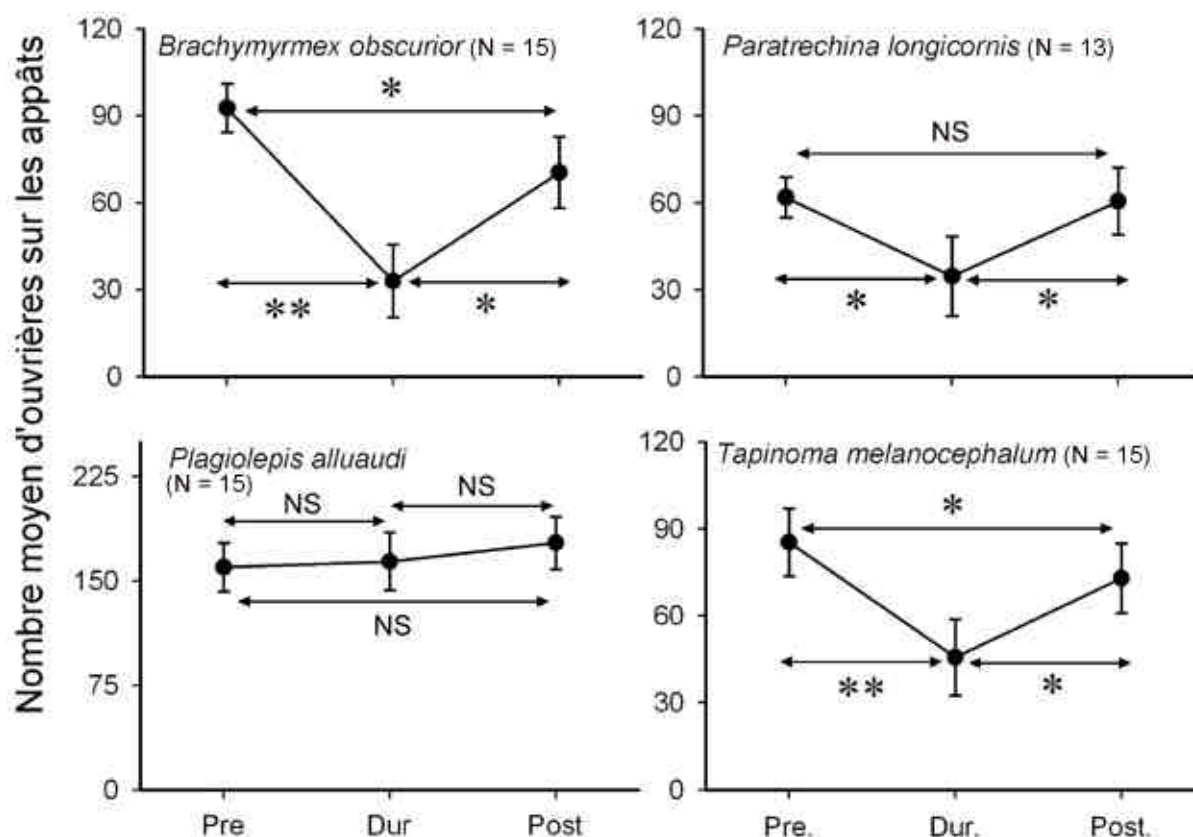 Nombre moyen d'ouvrières sur les appâts
120
90
60
30
0
Brachymyrmex obscurior (N = 15)
*
**
*
120
90
60
30
0
Paratrechina longicornis (N = 13)
NS
*
*
225
150
75
0
Plagiolepis alluaudi
(N = 15)
NS
NS
NS
Pre
Dur
Post
120
90
60
30
0
Tapinoma melanocephalum (N = 15)
*
**
*
Pre.
Dur.
Post.